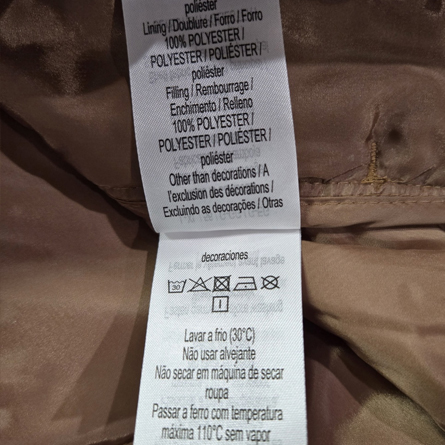 poliéster
Lining / Doublure / Forro / Forro
100% POLYESTER /
POLYESTER / POLIÉSTER /
poliéster
Filling / Rembourrage /
Enchimento / Relleno
100% POLYESTER /
POLYESTER / POLIÉSTER /
poliéster
Other than decorations / A
l'exclusion des décorations /
Excluindo as decorações / Otras
decoraciones
30
Lavar a frio (30°C)
Não usar alvejante
Não secar em máquina de secar
roupa
Passar a ferro com temperatura
máxima 110°C sem vapor